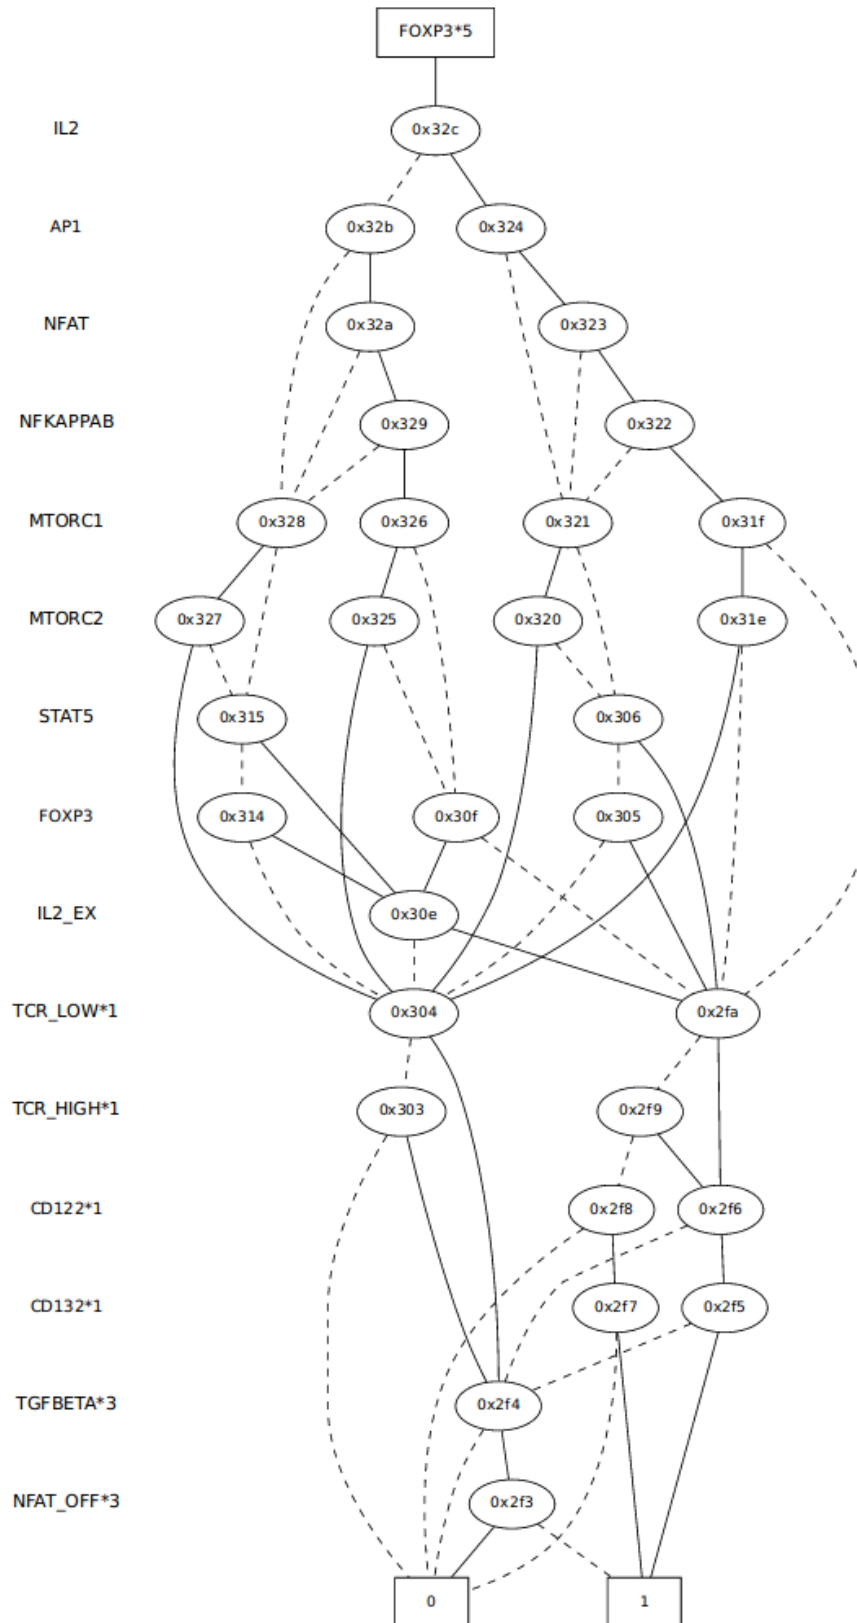 FOXP3*5
IL2 0x32c
AP1 0x32b 0x324
NFAT 0x32a 0x323
NFKAPPAB 0x329 0x322
MTORC1 0x328 0x326 0x321 0x31f
MTORC2 0x327 0x325 0x320 0x31e
STAT5 0x315 0x306
FOXP3 0x314 0x30f 0x305
IL2_EX 0x30e
TCR_LOW*1 0x304 0x2fa
TCR_HIGH*1 0x303 0x2f9
CD122*1 0x2f8 0x2f6
CD132*1 0x2f7 0x2f5
TGFBETA*3 0x2f4
NFAT_OFF*3 0x2f3
0 1